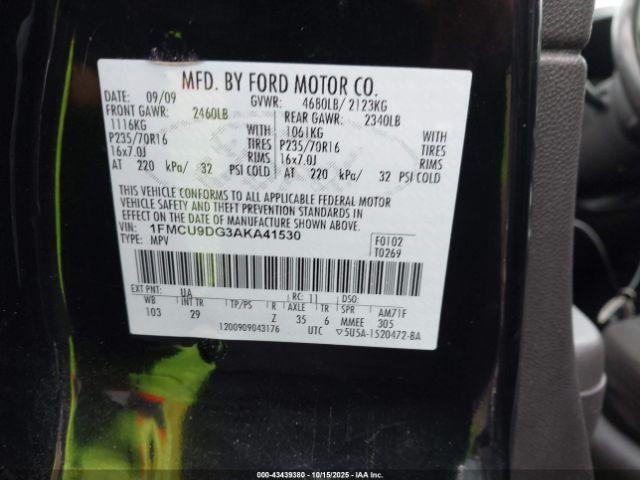 MFD. BY FORD MOTOR CO.
DATE: 09/09 GVWR: 4680LB/ 2123KG
FRONT GAWR: 2460LB REAR GAWR: 2340LB
1116KG WITH 1061KG WITH
P235/70R16 TIRES P235/70R16 TIRES
16x7.0J RIMS 16x7.0J RIMS
AT 220 kPa/ 32 PSI COLD AT 220 kPa/ 32 PSI COLD
THIS VEHICLE CONFORMS TO ALL APPLICABLE FEDERAL MOTOR
VEHICLE SAFETY AND THEFT PREVENTION STANDARDS IN
EFFECT ON THE DATE OF MANUFACTURE SHOWN ABOVE.
VIN: 1FMCU9DG3AKA41530 F0102
TYPE: MPV T0269
EXT PNT: UA RC: 11 DSO:
WB INT TR TP/PS R AXLE TR SPR AM71F
103 29 Z 35 6 MMEE 305
1200909043176 UTC ▽5U5A-1520472-BA
000-43439380 - 10/15/2025 - IAA Inc.